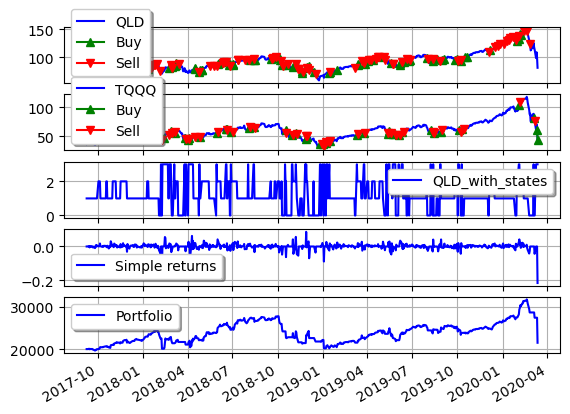 150
100
QLD
Buy
Sell
100
50
TQQQ
Buy
Sell
2
0
QLD_with_states
0.0
−0.2
Simple returns
30000
20000
Portfolio
2017-10 2018-01 2018-04 2018-07 2018-10 2019-01 2019-04 2019-07 2019-10 2020-01 2020-04